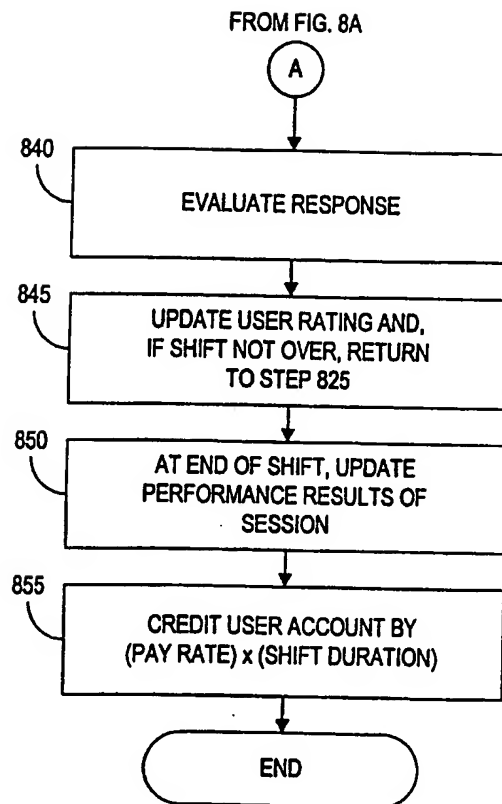 FROM FIG. 8A
A
840
EVALUATE RESPONSE
845
UPDATE USER RATING AND,
IF SHIFT NOT OVER, RETURN
TO STEP 825
850
AT END OF SHIFT, UPDATE
PERFORMANCE RESULTS OF
SESSION
855
CREDIT USER ACCOUNT BY
(PAY RATE) x (SHIFT DURATION)
END